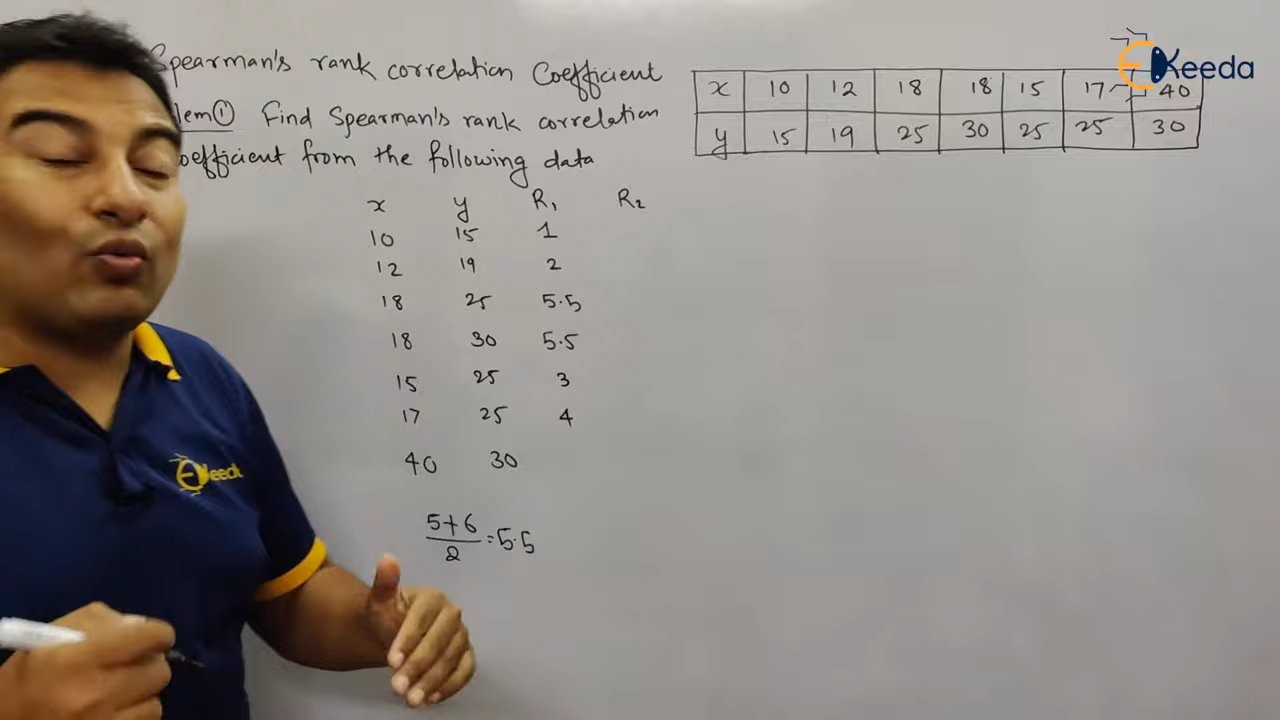 Spearman's rank correlation Coefficient
lem① Find Spearman's rank correlation
oefficient from the following data
x 10 12 18 18 15 17 40
y 15 19 25 30 25 25 30
Keeda
x y R₁ R₂
10 15 1
12 19 2
18 25 5.5
18 30 5.5
15 25 3
17 25 4
40 30
5+6/2 = 5.5
EKeeda